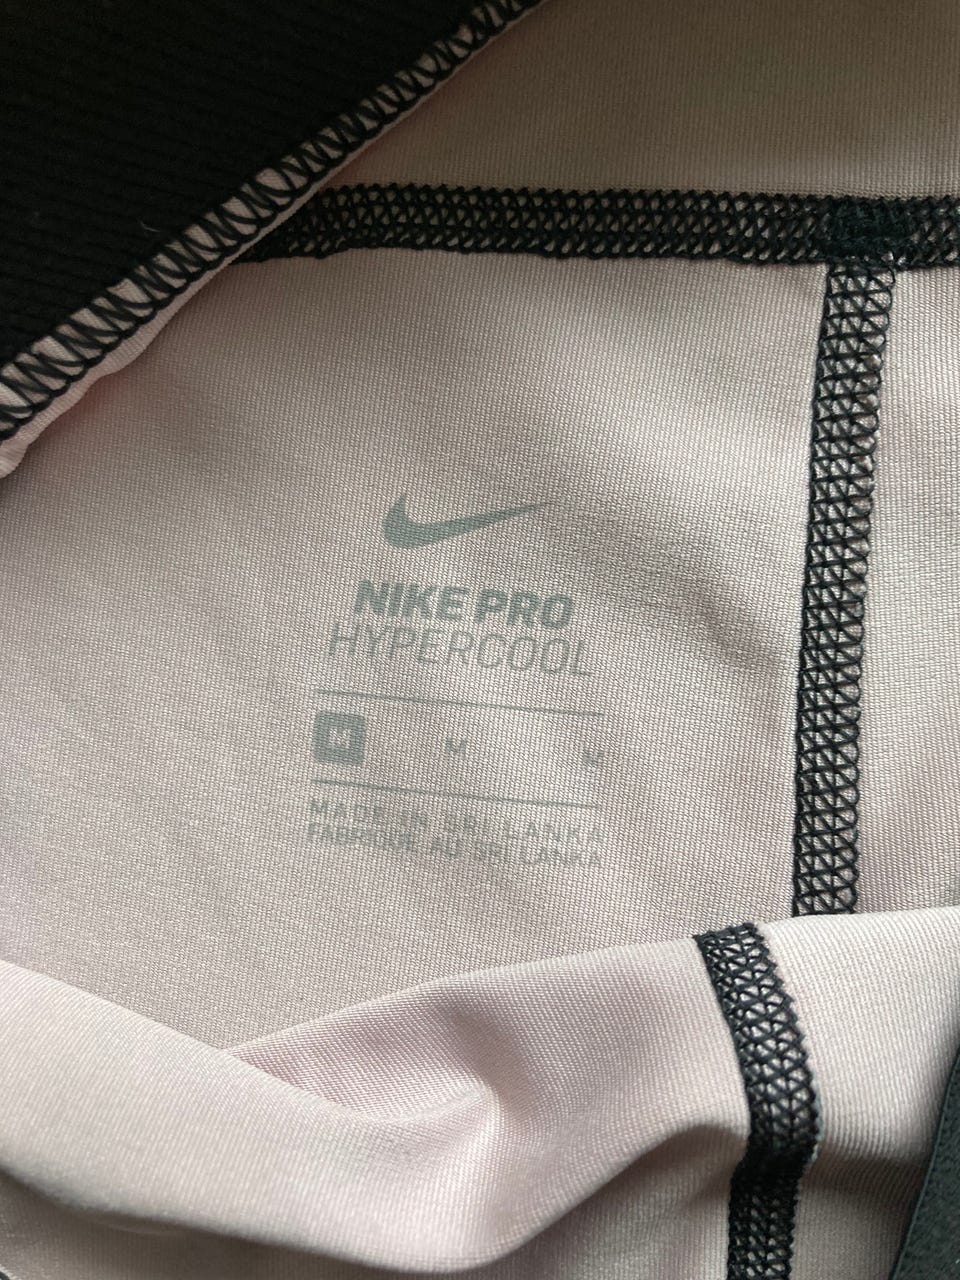 NIKE PRO
HYPERCOOL
M M M
MADE IN SRI LANKA
FABRIQUÉ AU SRI LANKA